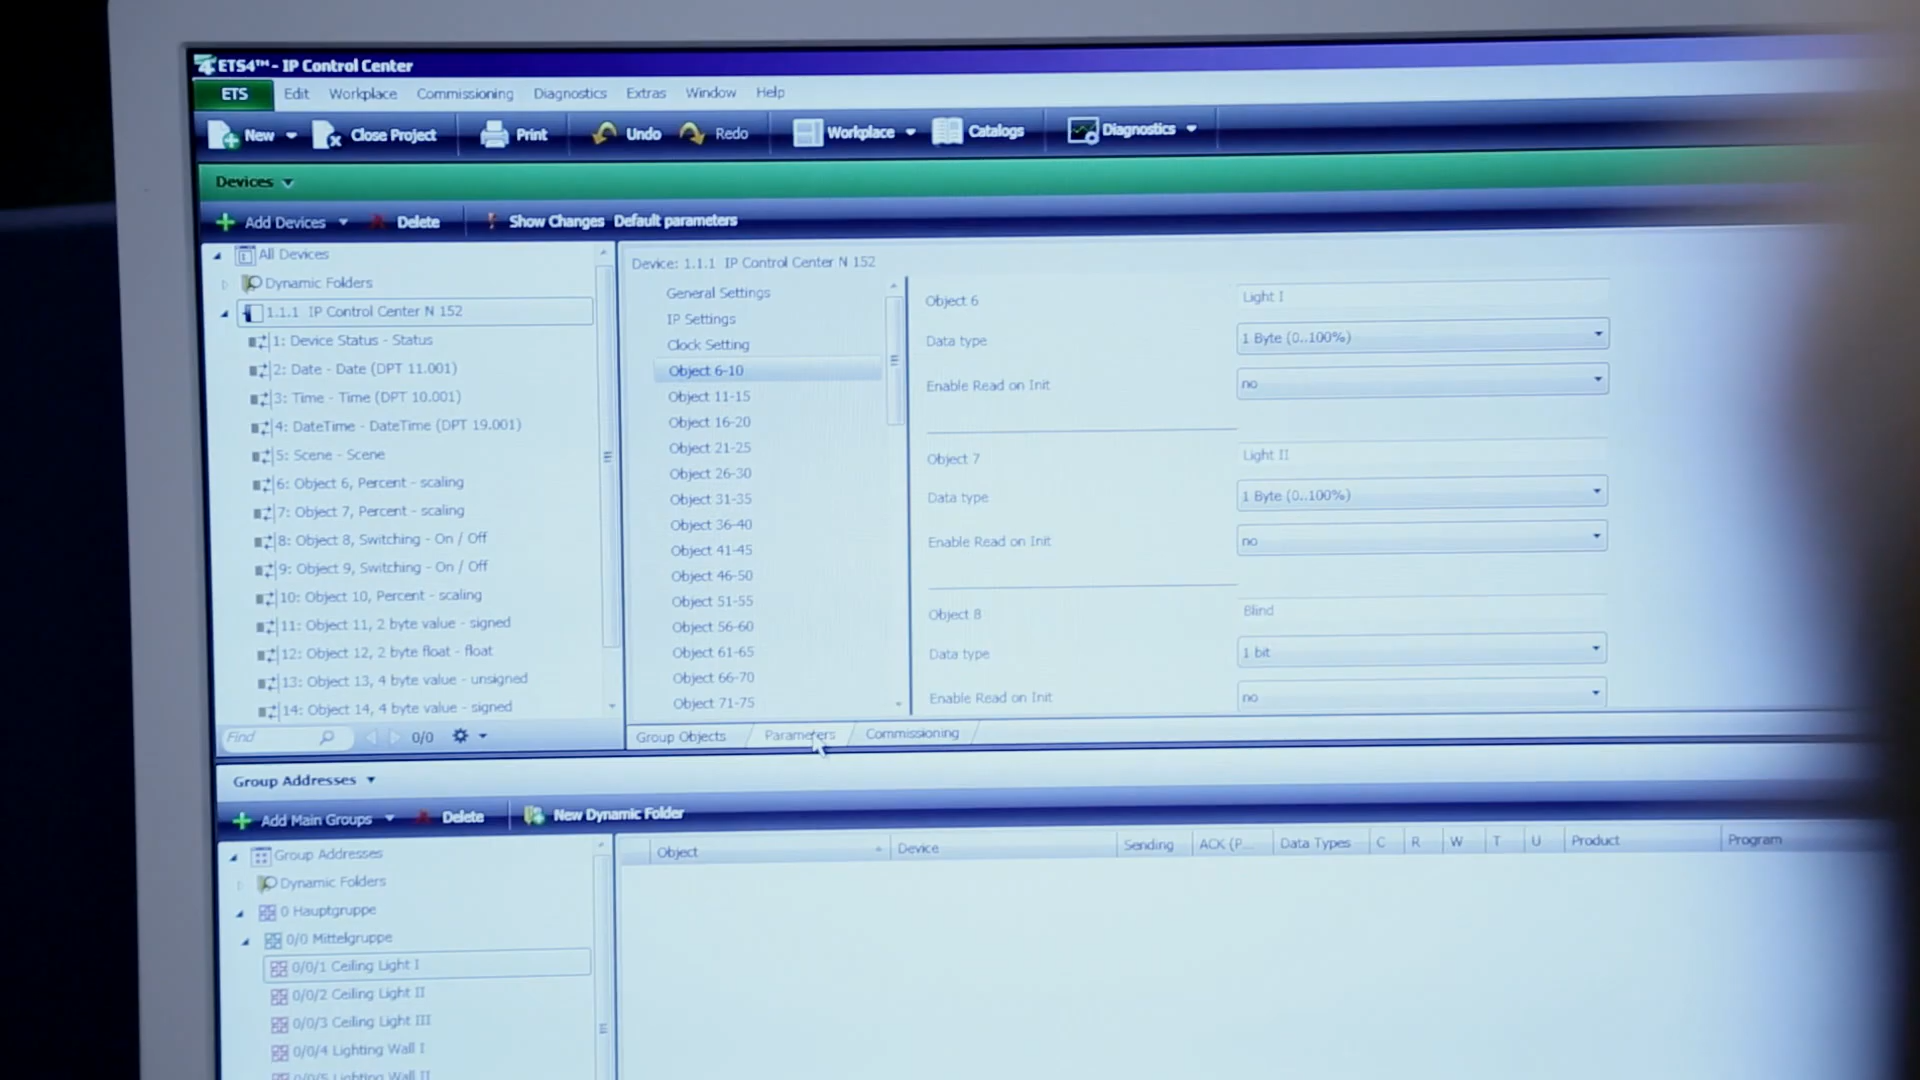 ETS4™ - IP Control Center
ETS Edit Workplace Commissioning Diagnostics Extras Window Help
New Close Project Print Undo Redo Workplace Catalogs Diagnostics
Devices
Add Devices Delete Show Changes Default parameters
All Devices
Dynamic Folders
1.1.1 IP Control Center N 152
1: Device Status - Status
2: Date - Date (DPT 11.001)
3: Time - Time (DPT 10.001)
4: DateTime - DateTime (DPT 19.001)
5: Scene - Scene
6: Object 6, Percent - scaling
7: Object 7, Percent - scaling
8: Object 8, Switching - On / Off
9: Object 9, Switching - On / Off
10: Object 10, Percent - scaling
11: Object 11, 2 byte value - signed
12: Object 12, 2 byte float - float
13: Object 13, 4 byte value - unsigned
14: Object 14, 4 byte value - signed
Find 0/0
Device: 1.1.1 IP Control Center N 152
General Settings
IP Settings
Clock Setting
Object 6-10
Object 11-15
Object 16-20
Object 21-25
Object 26-30
Object 31-35
Object 36-40
Object 41-45
Object 46-50
Object 51-55
Object 56-60
Object 61-65
Object 66-70
Object 71-75
Object 6 Light I
Data type 1 Byte (0..100%)
Enable Read on Init no
Object 7 Light II
Data type 1 Byte (0..100%)
Enable Read on Init no
Object 8 Blind
Data type 1 bit
Enable Read on Init no
Group Objects Parameters Commissioning
Group Addresses
Add Main Groups Delete New Dynamic Folder
Group Addresses
Dynamic Folders
0 Hauptgruppe
0/0 Mittelgruppe
0/0/1 Ceiling Light I
0/0/2 Ceiling Light II
0/0/3 Ceiling Light III
0/0/4 Lighting Wall I
0/0/5 Lighting Wall II
Object Device Sending ACK (P... Data Types C R W T U Product Program